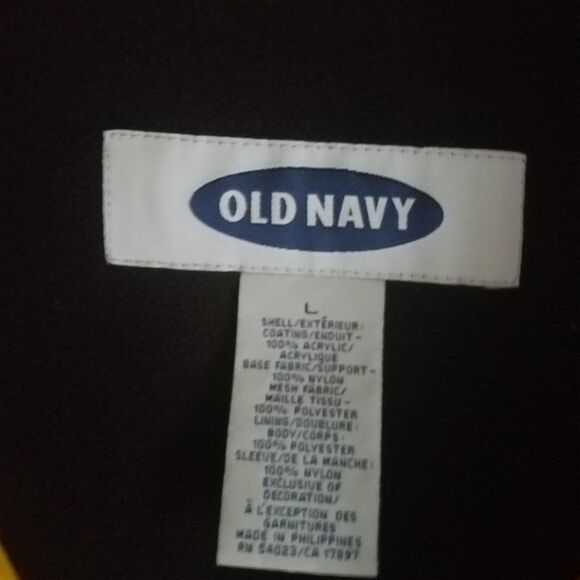 OLD NAVY
L
SHELL/EXTÉRIEUR:
COATING/ENDUIT-
100% ACRYLIC/
ACRYLIQUE
BASE FABRIC/SUPPORT-
100% NYLON
MESH FABRIC/
MAILLE TISSU-
100% POLYESTER
LINING/DOUBLURE:
BODY/CORPS:
100% POLYESTER
SLEEVE/DE LA MANCHE:
100% NYLON
EXCLUSIVE OF
DECORATION/
À L'EXCEPTION DES
GARNITURES
MADE IN PHILIPPINES
RN 54023/CA 17897